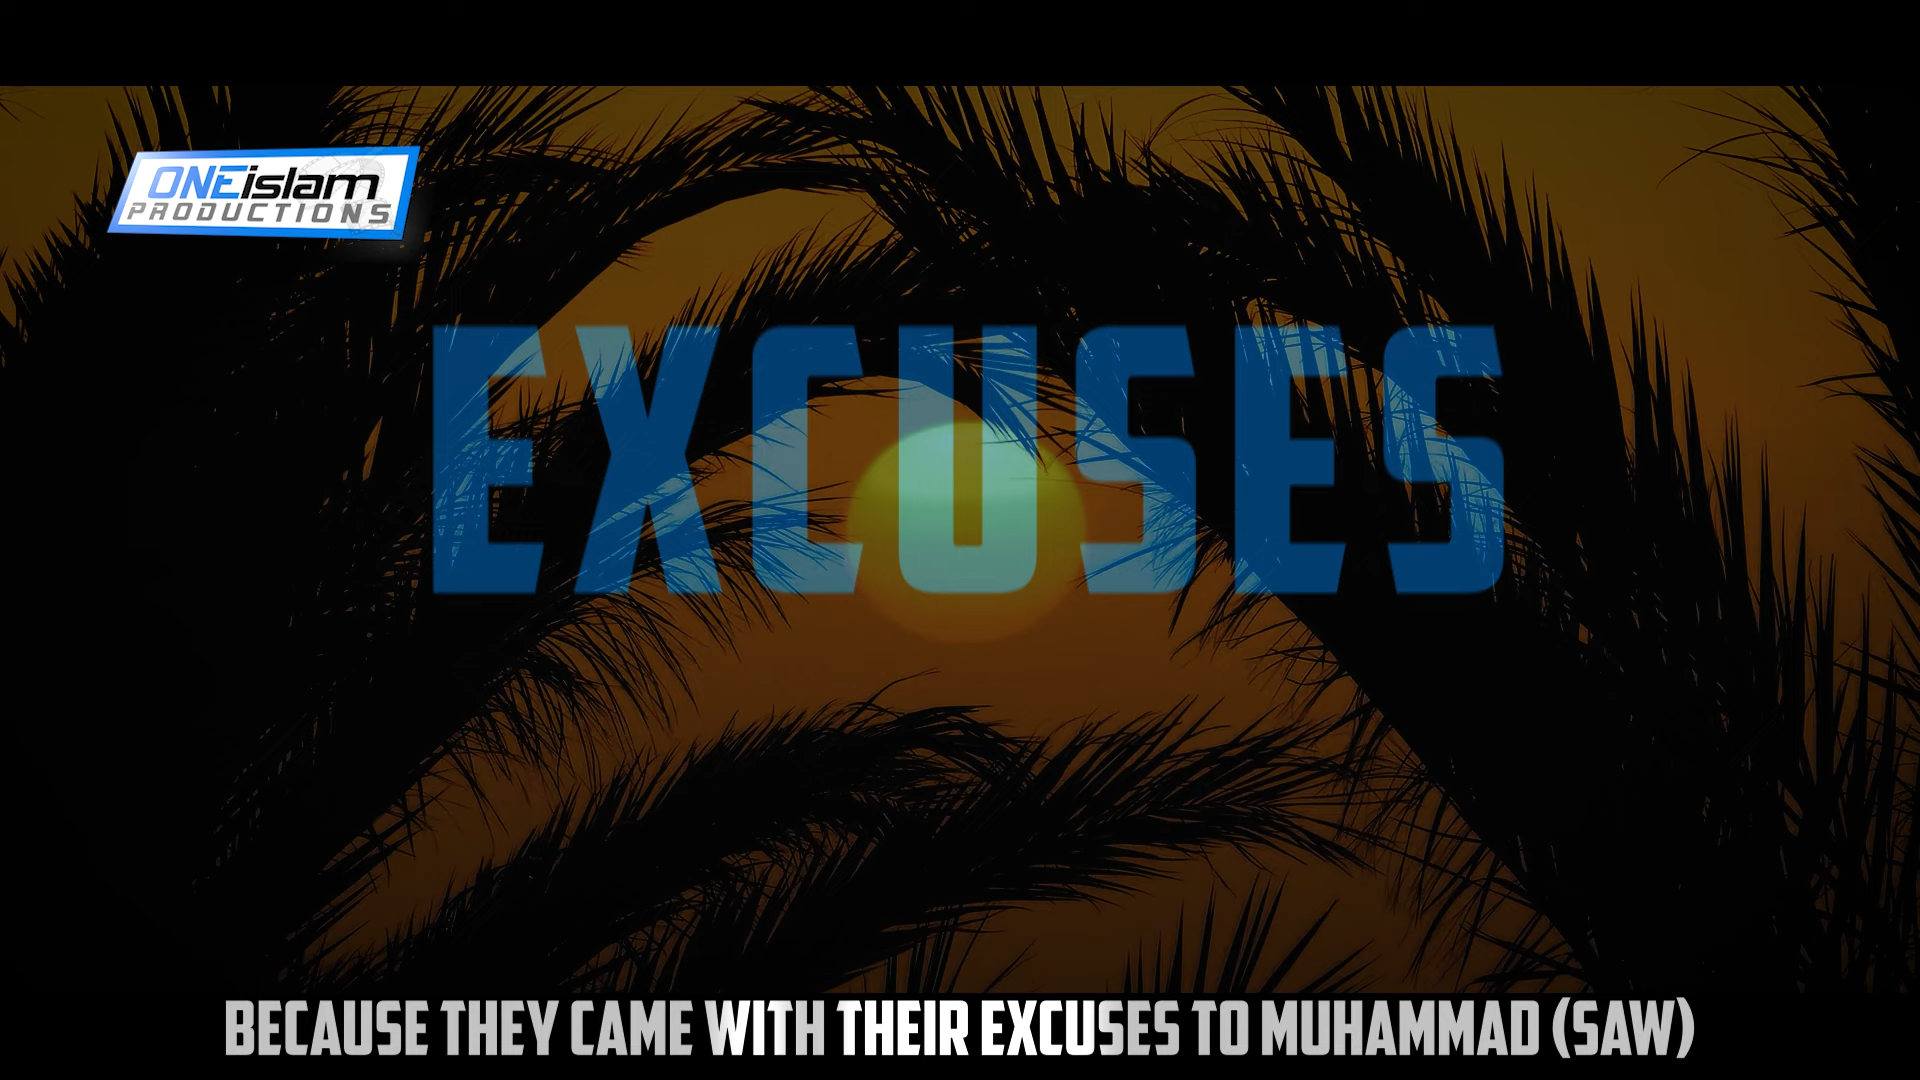 ONEislam
PRODUCTIONS
EXCUSES
BECAUSE THEY CAME WITH THEIR EXCUSES TO MUHAMMAD (SAW)